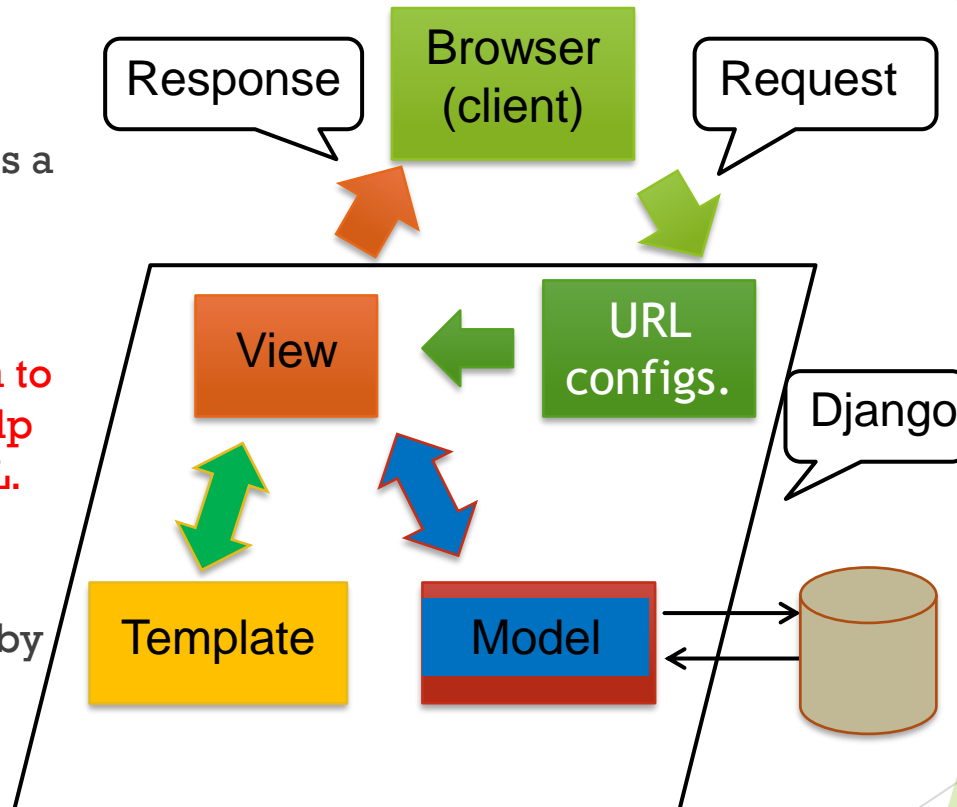 Response
Browser
(client)
Request
s a
View
URL
configs.
to
lp
Django
Template
Model
by